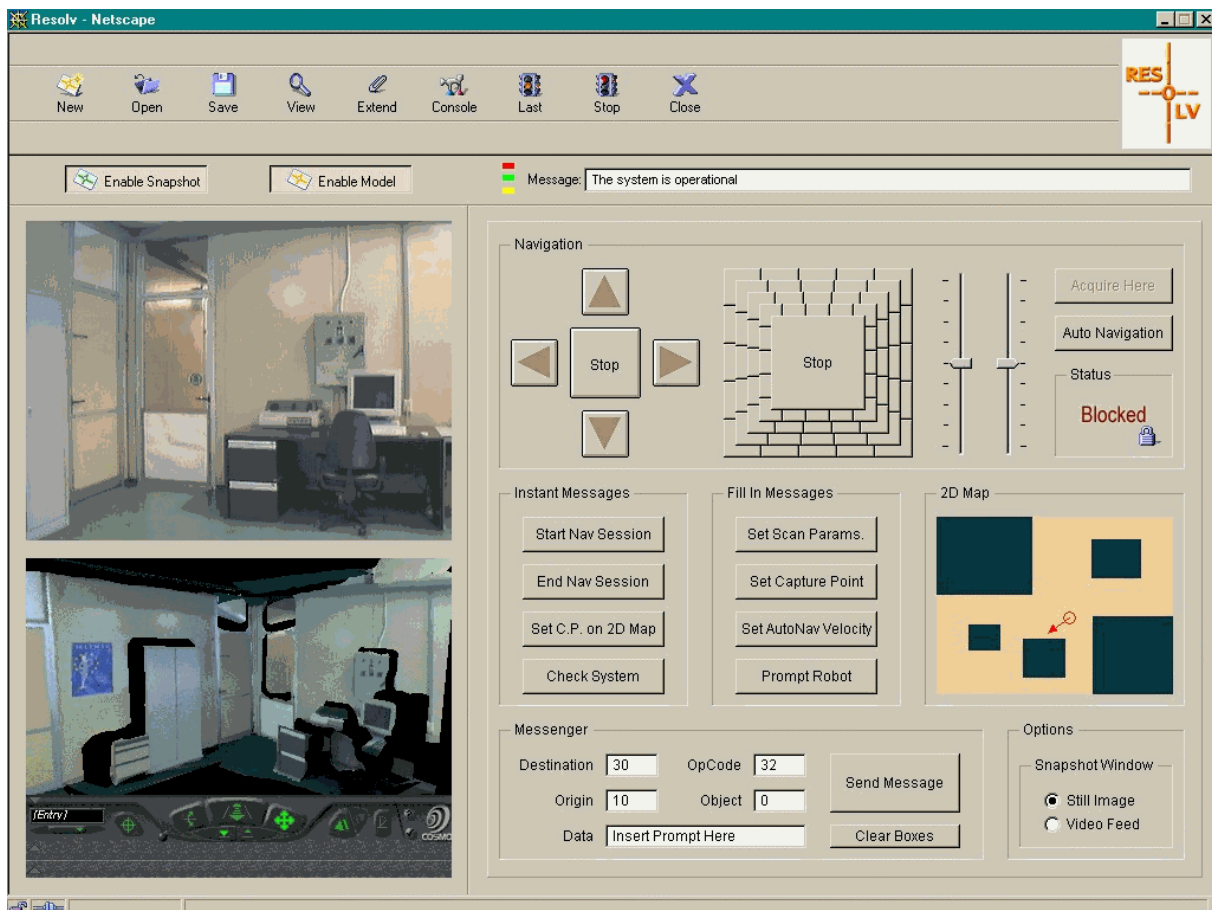 Resolv - Netscape
New Open Save View Extend Console Last Stop Close
RES
LV
Enable Snapshot Enable Model Message: The system is operational
Navigation
Stop
Stop
Acquire Here
Auto Navigation
Status
Blocked
Instant Messages
Start Nav Session
End Nav Session
Set C.P. on 2D Map
Check System
Fill In Messages
Set Scan Params.
Set Capture Point
Set AutoNav Velocity
Prompt Robot
2D Map
Messenger
Destination 30 OpCode 32
Origin 10 Object 0
Data Insert Prompt Here
Send Message
Clear Boxes
Options
Snapshot Window
Still Image
Video Feed
[Entry]
COSMO